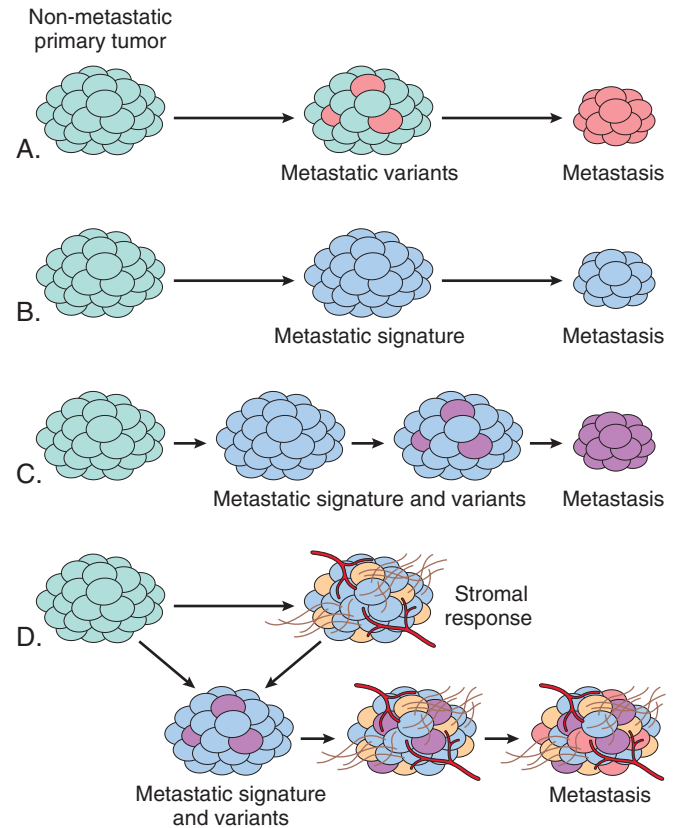 Non-metastatic
primary tumor
A.
Metastatic variants
Metastasis
B.
Metastatic signature
Metastasis
C.
Metastatic signature and variants
Metastasis
D.
Stromal
response
Metastatic signature
and variants
Metastasis